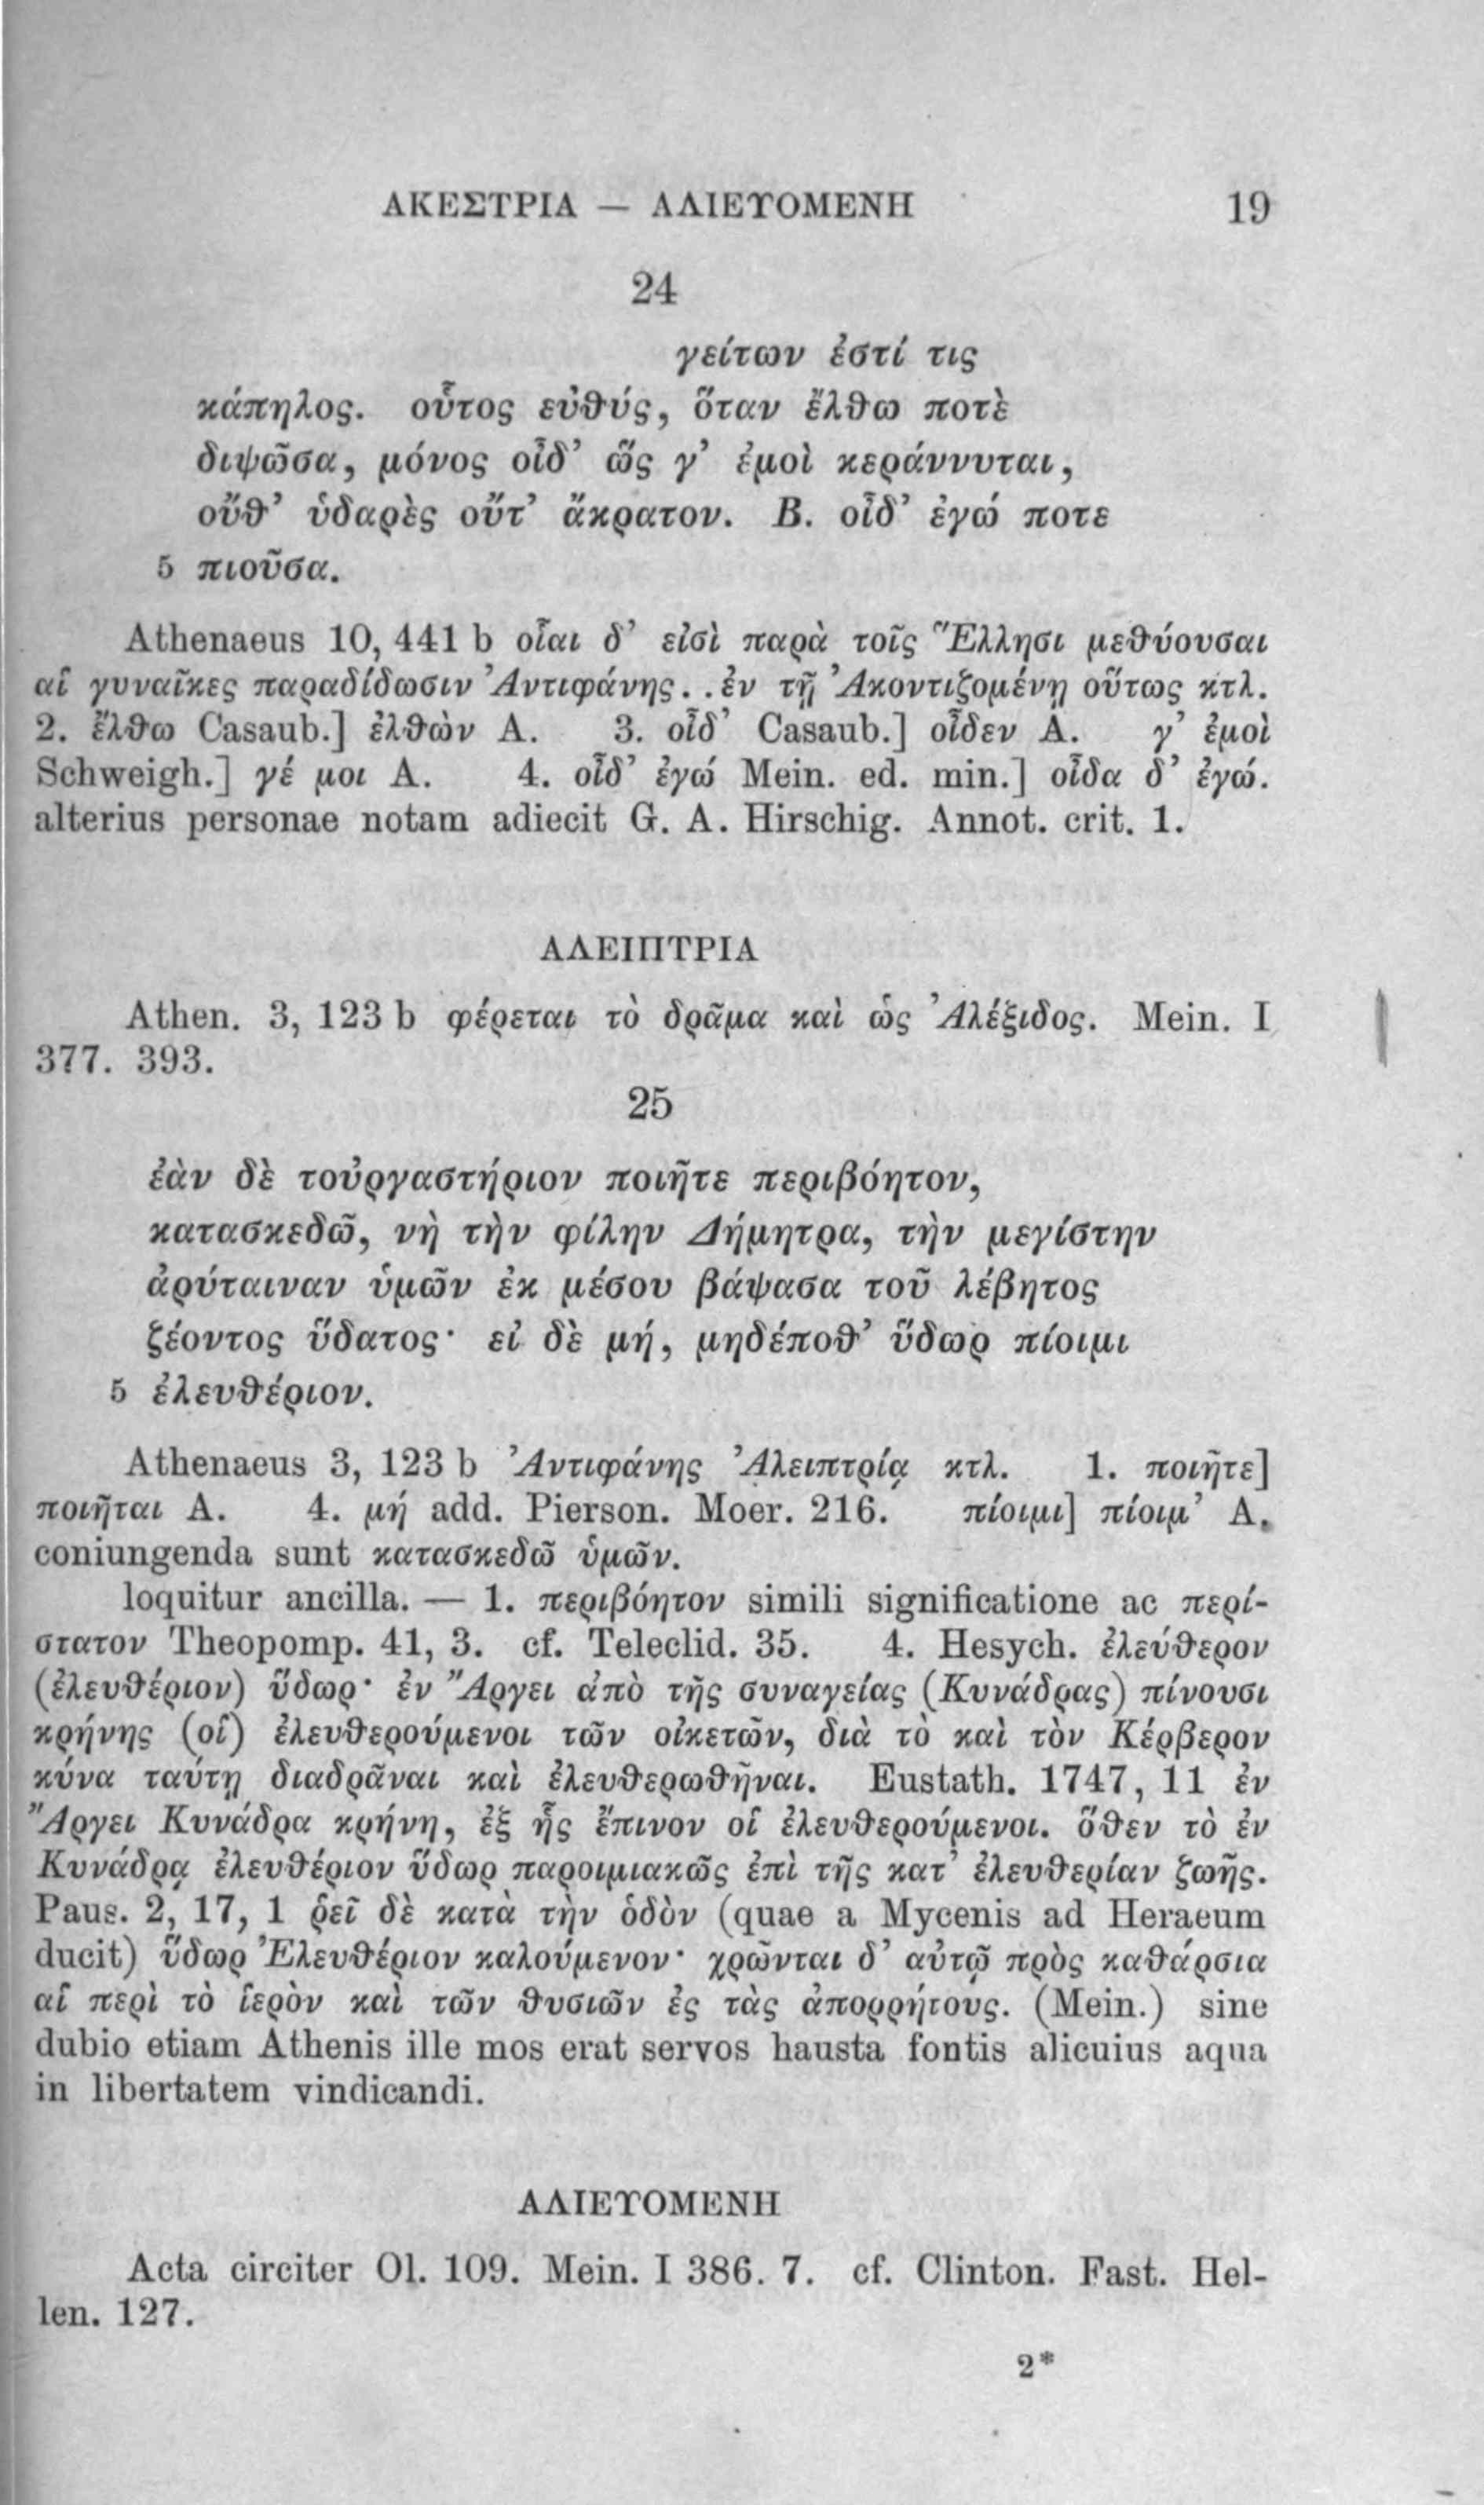 ΑΚΕΣΤΡΙΑ — ΑΛΙΕΥΟΜΕΝΗ 19
24
γείτων ἐστί τις
κάπηλος. οὗτος εὐθύς, ὅταν ἔλθω ποτὲ
διψῶσα, μόνος οἶδ’ ὥς γ’ ἐμοὶ κεράννυται,
οὔθ’ ὑδαρὲς οὔτ’ ἄκρατον. Β. οἶδ’ ἐγώ ποτε
5 πιοῦσα.
Athenaeus 10, 441 b οἷαι δ’ εἰσὶ παρὰ τοῖς Ἕλλησι μεθύουσαι
αἱ γυναῖκες παραδίδωσιν Ἀντιφάνης. . ἐν τῇ Ἀκοντιζομένῃ οὕτως κτλ.
2. ἔλθω Casaub.] ἐλθὼν A. 3. οἶδ’ Casaub.] οἶδεν A. γ’ ἐμοὶ
Schweigh.] γέ μοι A. 4. οἶδ’ ἐγώ Mein. ed. min.] οἶδα δ’ ἐγώ.
alterius personae notam adiecit G. A. Hirschig. Annot. crit. 1.
ΑΛΕΙΠΤΡΙΑ
Athen. 3, 123 b φέρεται τὸ δρᾶμα καὶ ὡς Ἀλέξιδος. Mein. I
377. 393.
25
ἐὰν δὲ τοὐργαστήριον ποιῆτε περιβόητον,
κατασκεδῶ, νὴ τὴν φίλην Δήμητρα, τὴν μεγίστην
ἀρύταιναν ὑμῶν ἐκ μέσου βάψασα τοῦ λέβητος
ζέοντος ὕδατος· εἰ δὲ μή, μηδέποθ’ ὕδωρ πίοιμι
5 ἐλευθέριον.
Athenaeus 3, 123 b Ἀντιφάνης Ἀλειπτρίᾳ κτλ. 1. ποιῆτε]
ποιῆται A. 4. μή add. Pierson. Moer. 216. πίοιμι] πίοιμ’ A.
coniungenda sunt κατασκεδῶ ὑμῶν.
loquitur ancilla. — 1. περιβόητον simili significatione ac περί-
στατον Theopomp. 41, 3. cf. Teleclid. 35. 4. Hesych. ἐλεύθερον
(ἐλευθέριον) ὕδωρ· ἐν Ἄργει ἀπὸ τῆς συναγείας (Κυνάδρας) πίνουσι
κρήνης (οἱ) ἐλευθερούμενοι τῶν οἰκετῶν, διὰ τὸ καὶ τὸν Κέρβερον
κύνα ταύτῃ διαδρᾶναι καὶ ἐλευθερωθῆναι. Eustath. 1747, 11 ἐν
Ἄργει Κυνάδρα κρήνη, ἐξ ἧς ἔπινον οἱ ἐλευθερούμενοι. ὅθεν τὸ ἐν
Κυνάδρᾳ ἐλευθέριον ὕδωρ παροιμιακῶς ἐπὶ τῆς κατ’ ἐλευθερίαν ζωῆς.
Paus. 2, 17, 1 ῥεῖ δὲ κατὰ τὴν ὁδὸν (quae a Mycenis ad Heraeum
ducit) ὕδωρ Ἐλευθέριον καλούμενον· χρῶνται δ’ αὐτῷ πρὸς καθάρσια
αἱ περὶ τὸ ἱερὸν καὶ τῶν θυσιῶν ἐς τὰς ἀπορρήτους. (Mein.) sine
dubio etiam Athenis ille mos erat servos hausta fontis alicuius aqua
in libertatem vindicandi.
ΑΛΙΕΥΟΜΕΝΗ
Acta circiter Ol. 109. Mein. I 386. 7. cf. Clinton. Fast. Hel-
len. 127.
2*